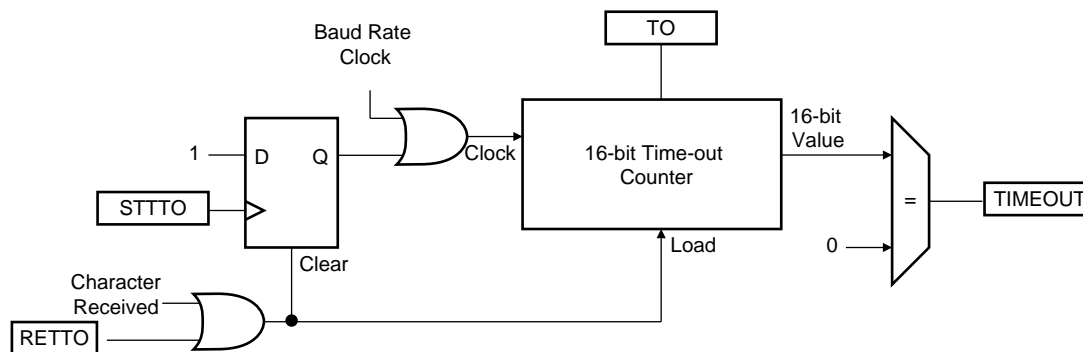 TO
Baud Rate
Clock
16-bit
Value
1
D
Q
Clock
16-bit Time-out
Counter
STTTO
=
TIMEOUT
Clear
Load
0
Character
Received
RETTO